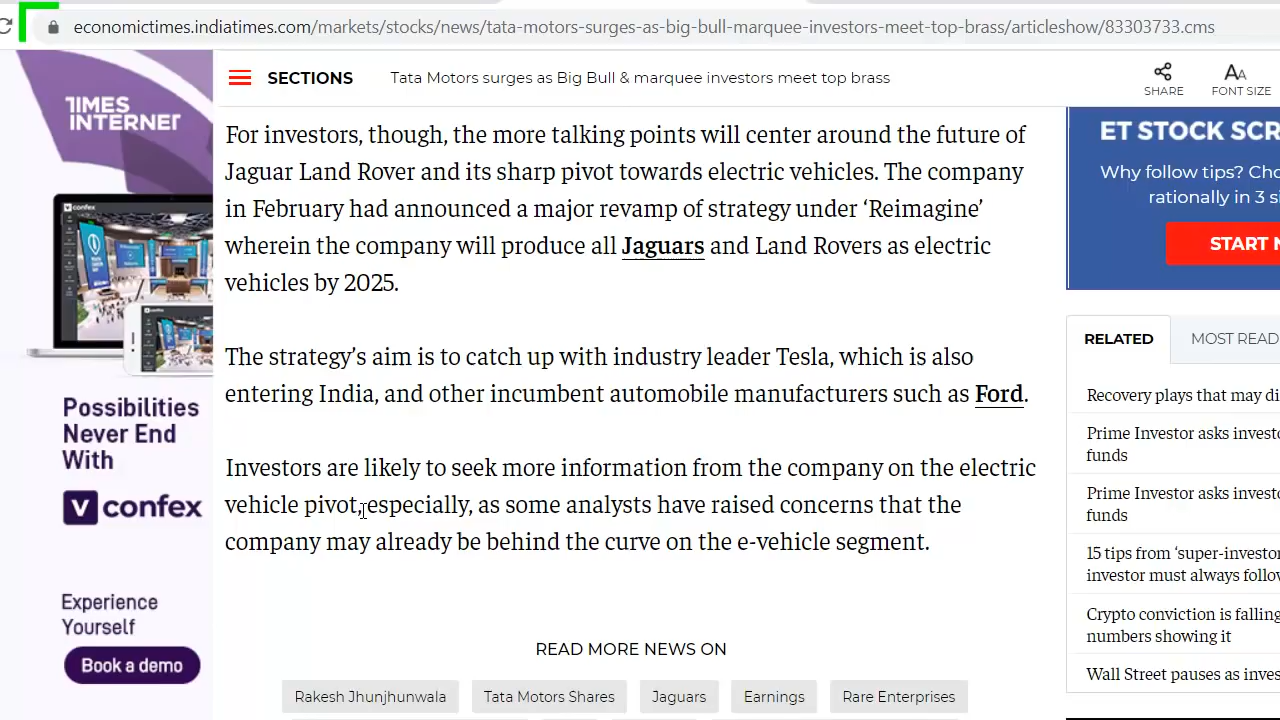 economictimes.indiatimes.com/markets/stocks/news/tata-motors-surges-as-big-bull-marquee-investors-meet-top-brass/articleshow/83303733.cms
SECTIONS
Tata Motors surges as Big Bull & marquee investors meet top brass
SHARE
FONT SIZE
TIMES
INTERNET
confex
confex
Possibilities
Never End
With
V confex
Experience
Yourself
Book a demo
For investors, though, the more talking points will center around the future of
Jaguar Land Rover and its sharp pivot towards electric vehicles. The company
in February had announced a major revamp of strategy under ‘Reimagine’
wherein the company will produce all Jaguars and Land Rovers as electric
vehicles by 2025.
The strategy’s aim is to catch up with industry leader Tesla, which is also
entering India, and other incumbent automobile manufacturers such as Ford.
Investors are likely to seek more information from the company on the electric
vehicle pivot, especially, as some analysts have raised concerns that the
company may already be behind the curve on the e-vehicle segment.
READ MORE NEWS ON
Rakesh Jhunjhunwala
Tata Motors Shares
Jaguars
Earnings
Rare Enterprises
ET STOCK SCR
Why follow tips? Cho
rationally in 3 si
START
RELATED
MOST READ
Recovery plays that may di
Prime Investor asks investo
funds
Prime Investor asks investo
funds
15 tips from ‘super-investor
investor must always follow
Crypto conviction is falling
numbers showing it
Wall Street pauses as inves